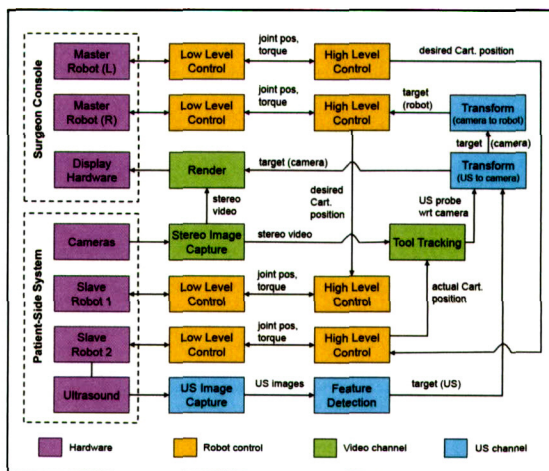 Surgeon Console
Master Robot (L)
Low Level Control
joint pos, torque
High Level Control
desired Cart. position
Master Robot (R)
Low Level Control
joint pos, torque
High Level Control
target (robot)
Transform (camera to robot)
target (camera)
Display Hardware
Render
target (camera)
Transform (US to camera)
stereo video
desired Cart. position
US probe wrt camera
Patient-Side System
Cameras
Stereo Image Capture
stereo video
Tool Tracking
Slave Robot 1
Low Level Control
joint pos, torque
High Level Control
actual Cart. position
Slave Robot 2
Low Level Control
joint pos, torque
High Level Control
Ultrasound
US Image Capture
US images
Feature Detection
target (US)
Hardware
Robot control
Video channel
US channel